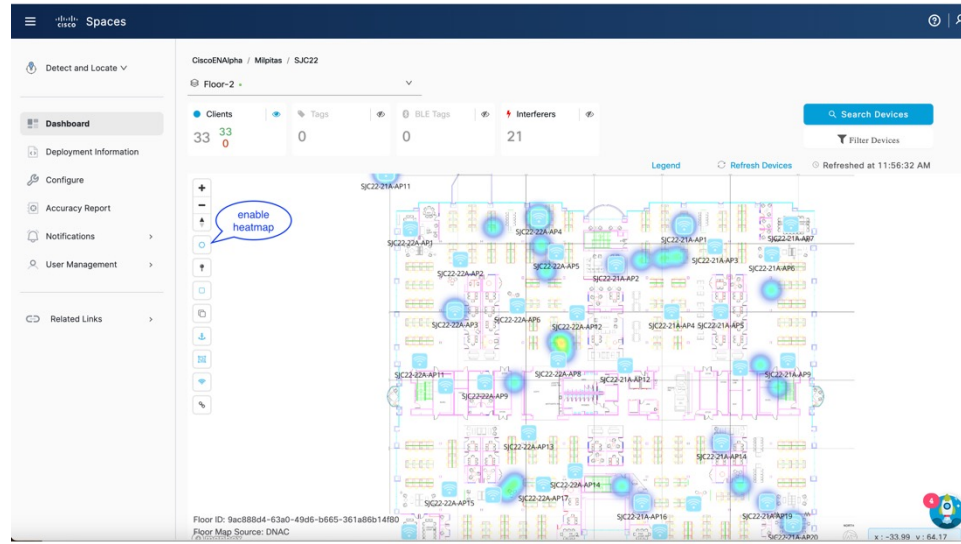 cisco Spaces
Detect and Locate
Dashboard
Deployment Information
Configure
Accuracy Report
Notifications
User Management
Related Links
CiscoENAlpha / Milpitas / SJC22
Floor-2
Clients
33 33 0
Tags
0
BLE Tags
0
Interferers
21
Search Devices
Filter Devices
Legend
Refresh Devices
Refreshed at 11:56:32 AM
enable
heatmap
SJC22-21A-AP11
SJC22-22A-AP4
SJC22-22A-AP1
SJC22-21A-AP1
SJC22-21A-AP7
SJC22-22A-AP2
SJC22-22A-AP5
SJC22-21A-AP2
SJC22-21A-AP3
SJC22-21A-AP6
SJC22-22A-AP3
SJC22-22A-AP6
SJC22-22A-AP12
SJC22-21A-AP4
SJC22-21A-AP5
SJC22-22A-AP11
SJC22-22A-AP8
SJC22-21A-AP12
SJC22-21A-AP9
SJC22-22A-AP9
SJC22-22A-AP13
SJC22-21A-AP14
SJC22-22A-AP14
SJC22-22A-AP15
SJC22-22A-AP17
SJC22-21A-AP16
SJC22-21A-AP19
SJC22-21A-AP20
Floor ID: 9ac888d4-63a0-49d6-b665-361a86b14f80
Floor Map Source: DNAC
NORTH
4
x : -33.99 y : 64.17